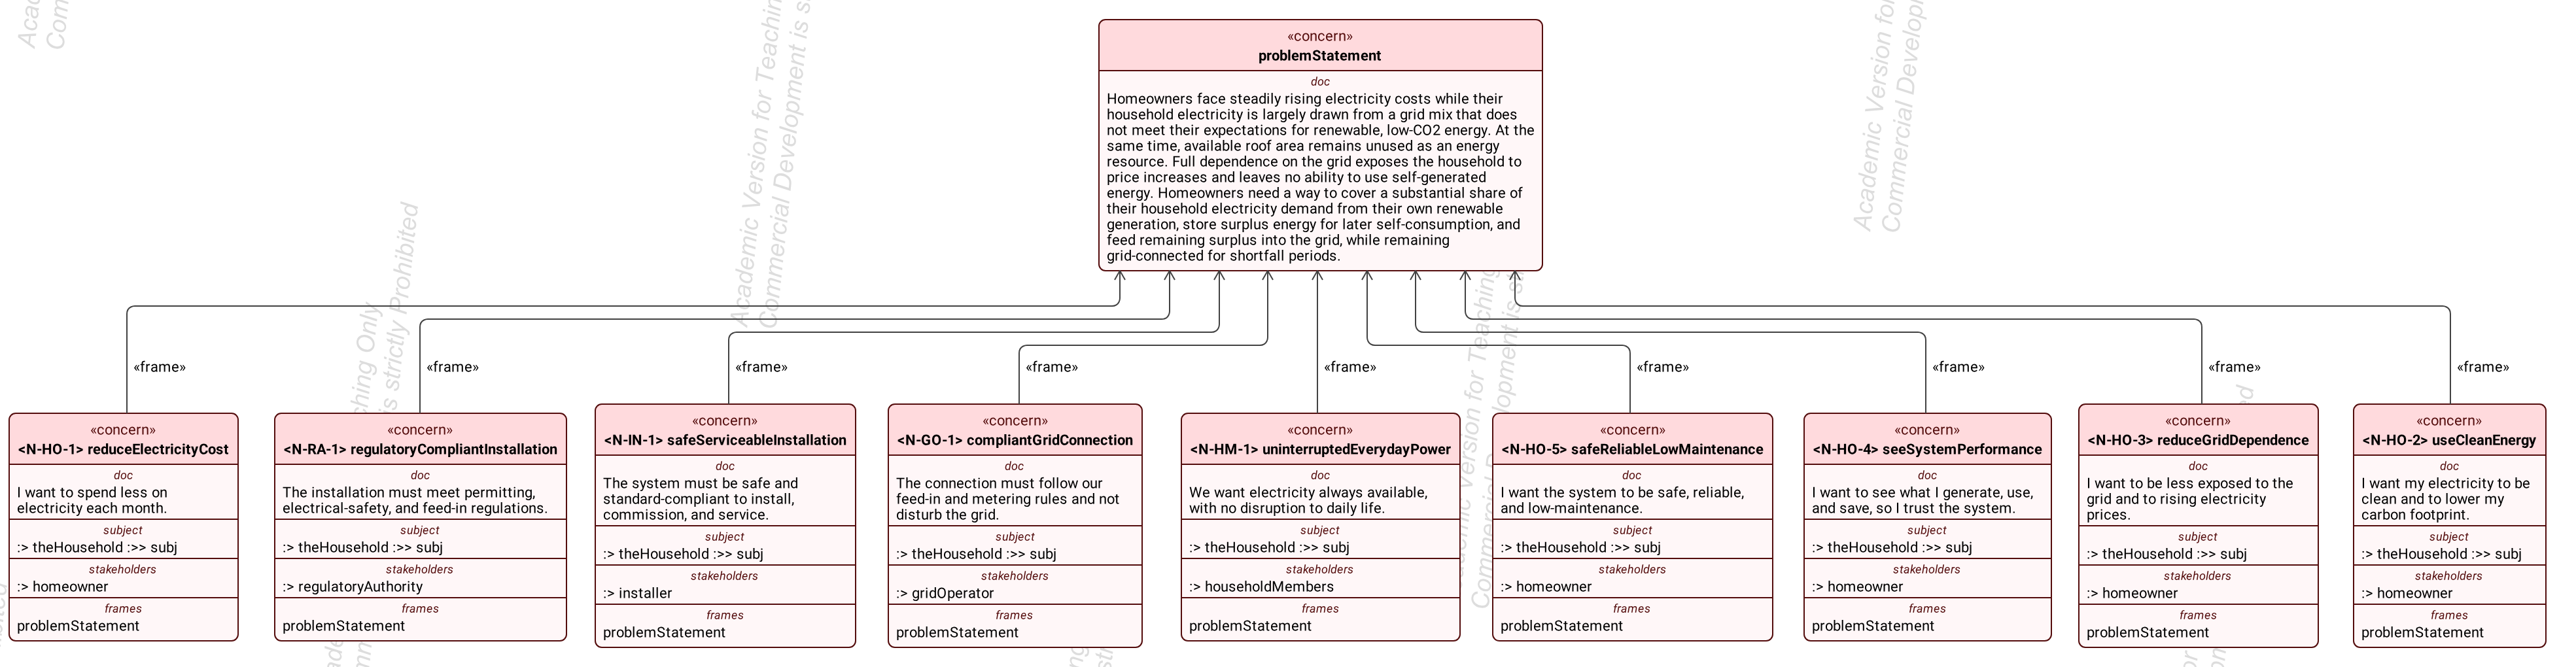 «concern»
problemStatement
doc
Homeowners face steadily rising electricity costs while their
household electricity is largely drawn from a grid mix that does
not meet their expectations for renewable, low-CO2 energy. At the
same time, available roof area remains unused as an energy
resource. Full dependence on the grid exposes the household to
price increases and leaves no ability to use self-generated
energy. Homeowners need a way to cover a substantial share of
their household electricity demand from their own renewable
generation, store surplus energy for later self-consumption, and
feed remaining surplus into the grid, while remaining
grid-connected for shortfall periods.
«frame»
«frame»
«frame»
«frame»
«frame»
«frame»
«frame»
«frame»
«frame»
«concern»
<N-HO-1> reduceElectricityCost
doc
I want to spend less on
electricity each month.
subject
:> theHousehold :>> subj
stakeholders
:> homeowner
frames
problemStatement
«concern»
<N-RA-1> regulatoryCompliantInstallation
doc
The installation must meet permitting,
electrical-safety, and feed-in regulations.
subject
:> theHousehold :>> subj
stakeholders
:> regulatoryAuthority
frames
problemStatement
«concern»
<N-IN-1> safeServiceableInstallation
doc
The system must be safe and
standard-compliant to install,
commission, and service.
subject
:> theHousehold :>> subj
stakeholders
:> installer
frames
problemStatement
«concern»
<N-GO-1> compliantGridConnection
doc
The connection must follow our
feed-in and metering rules and not
disturb the grid.
subject
:> theHousehold :>> subj
stakeholders
:> gridOperator
frames
problemStatement
«concern»
<N-HM-1> uninterruptedEverydayPower
doc
We want electricity always available,
with no disruption to daily life.
subject
:> theHousehold :>> subj
stakeholders
:> householdMembers
frames
problemStatement
«concern»
<N-HO-5> safeReliableLowMaintenance
doc
I want the system to be safe, reliable,
and low-maintenance.
subject
:> theHousehold :>> subj
stakeholders
:> homeowner
frames
problemStatement
«concern»
<N-HO-4> seeSystemPerformance
doc
I want to see what I generate, use,
and save, so I trust the system.
subject
:> theHousehold :>> subj
stakeholders
:> homeowner
frames
problemStatement
«concern»
<N-HO-3> reduceGridDependence
doc
I want to be less exposed to the
grid and to rising electricity
prices.
subject
:> theHousehold :>> subj
stakeholders
:> homeowner
frames
problemStatement
«concern»
<N-HO-2> useCleanEnergy
doc
I want my electricity to be
clean and to lower my
carbon footprint.
subject
:> theHousehold :>> subj
stakeholders
:> homeowner
frames
problemStatement
Academic Version for Teaching
Commercial Development is s
Academic Version for
Commercial Develop
ching Only
is strictly Prohibited